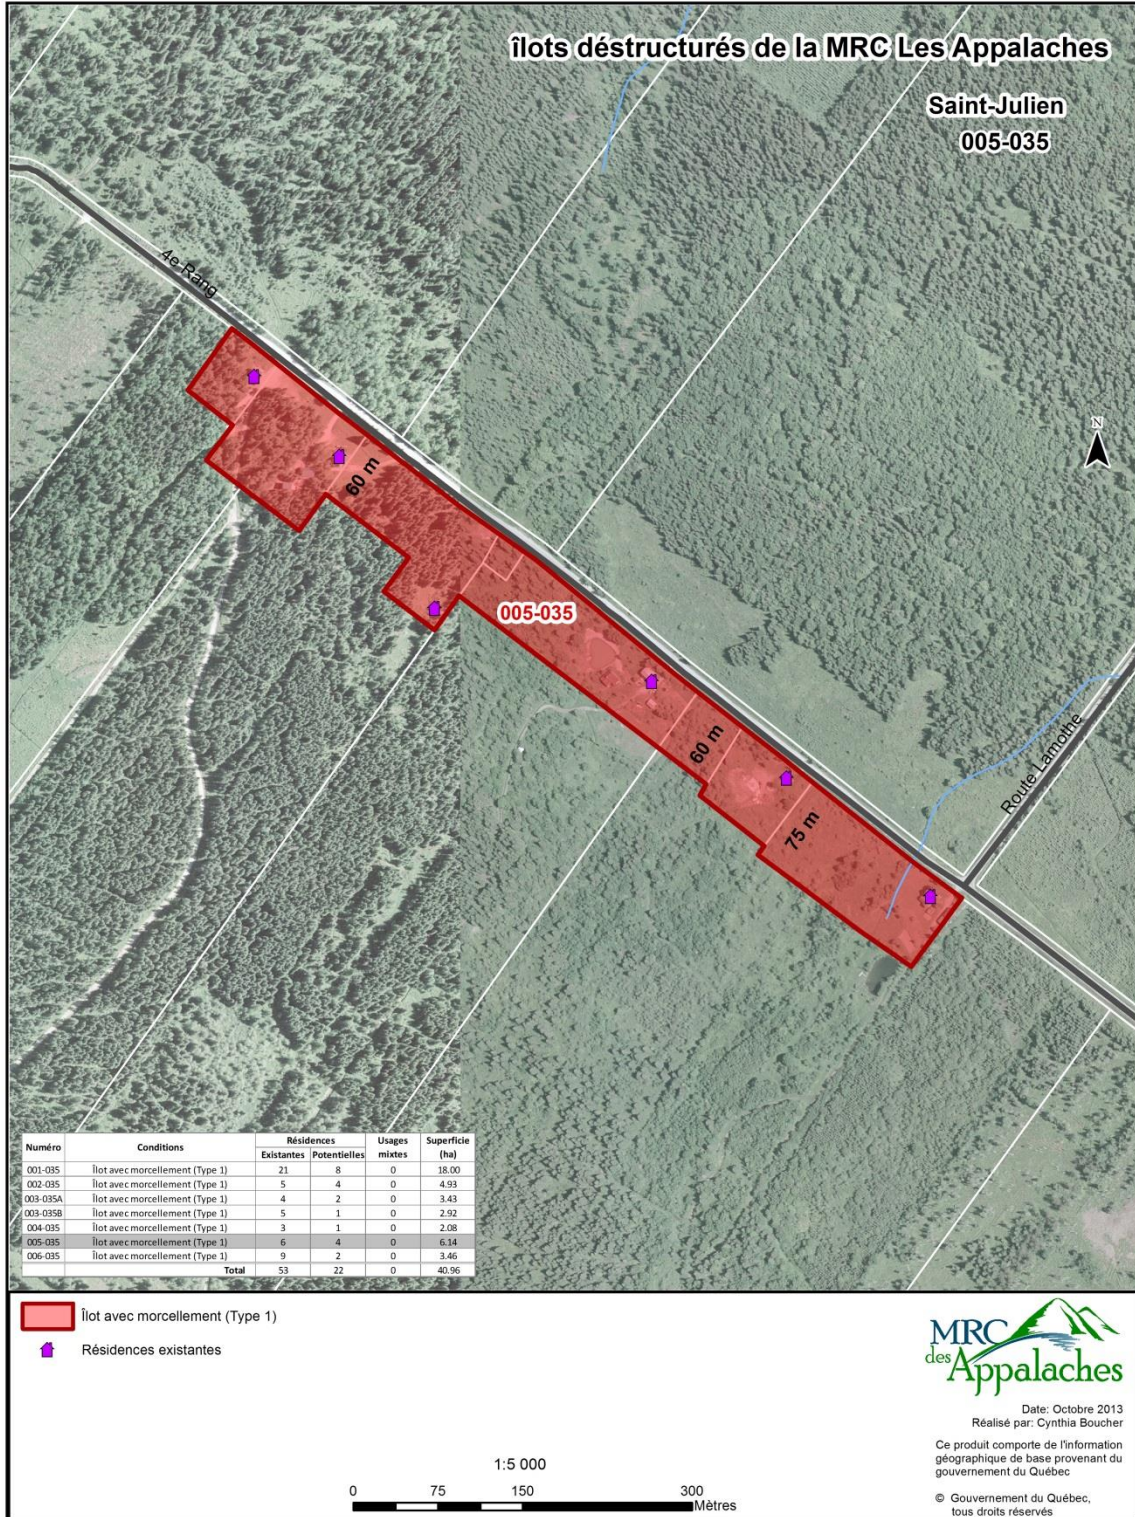 îlots déstructurés de la MRC Les Appalaches
Saint-Julien
005-035
4e Rang
N
60 m
005-035
60 m
Route Lamothe
75 m
Numéro Conditions Résidences Usages mixtes Superficie (ha)
Existantes Potentielles
001-035 Îlot avec morcellement (Type 1) 21 8 0 18.00
002-035 Îlot avec morcellement (Type 1) 5 4 0 4.93
003-035A Îlot avec morcellement (Type 1) 4 2 0 3.43
003-035B Îlot avec morcellement (Type 1) 5 1 0 2.92
004-035 Îlot avec morcellement (Type 1) 3 1 0 2.08
005-035 Îlot avec morcellement (Type 1) 6 4 0 6.14
006-035 Îlot avec morcellement (Type 1) 9 2 0 3.46
Total 53 22 0 40.96
Îlot avec morcellement (Type 1)
Résidences existantes
MRC
des Appalaches
Date: Octobre 2013
Réalisé par: Cynthia Boucher
Ce produit comporte de l'information
géographique de base provenant du
gouvernement du Québec
© Gouvernement du Québec,
tous droits réservés
1:5 000
0 75 150 300
Mètres